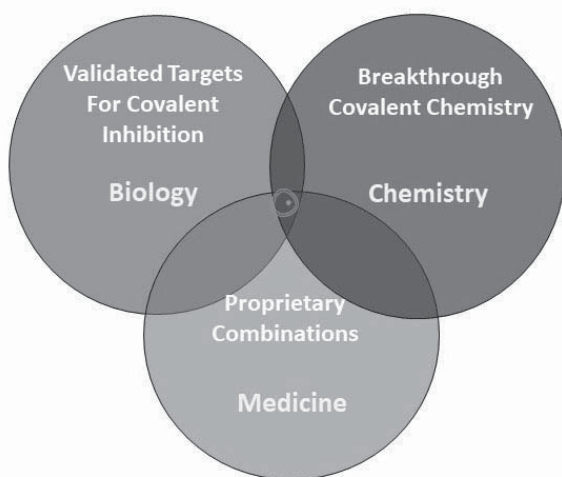 Validated Targets
For Covalent
Inhibition
Biology
Breakthrough
Covalent Chemistry
Chemistry
Proprietary
Combinations
Medicine